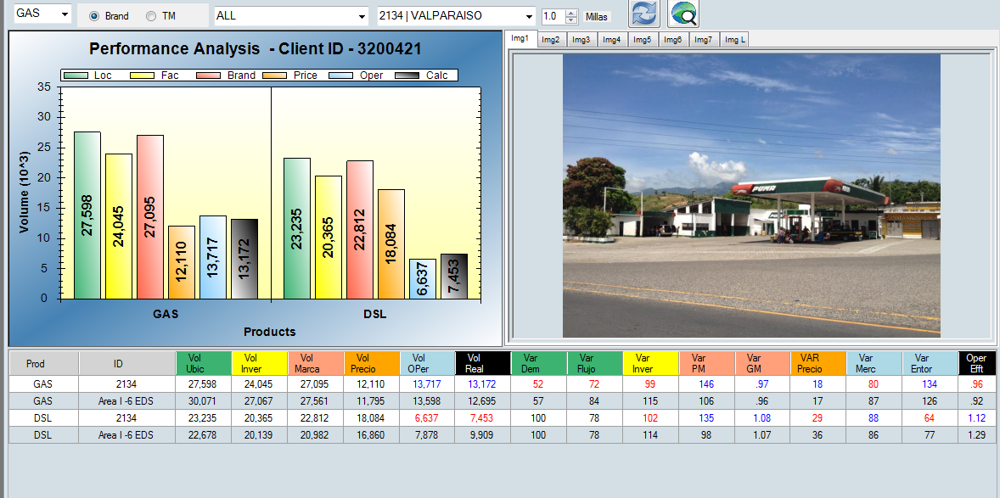 GAS Brand TM ALL 2134 | VALPARAISO 1.0 Millas
Img1 Img2 Img3 Img4 Img5 Img6 Img7 Img L
Performance Analysis - Client ID - 3200421
Loc Fac Brand Price Oper Calc
35
30
25
20
15
10
5
0
Volume (10^3)
27,598
24,045
27,095
12,110
13,717
13,172
23,235
20,365
22,812
18,084
6,637
7,453
GAS DSL
Products
PUMA
Prod ID Vol Ubic Vol Inver Vol Marca Vol Precio Vol OPer Vol Real Var Dem Var Flujo Var Inver Var PM Var GM VAR Precio Var Merc Var Entor Oper Efft
GAS 2134 27,598 24,045 27,095 12,110 13,717 13,172 52 72 99 146 .97 18 80 134 .96
GAS Area I -6 EDS 30,071 27,067 27,561 11,795 13,598 12,695 57 84 115 106 .96 17 87 126 .92
DSL 2134 23,235 20,365 22,812 18,084 6,637 7,453 100 78 102 135 1.08 29 88 64 1.12
DSL Area I -6 EDS 22,678 20,139 20,982 16,860 7,878 9,909 100 78 114 98 1.07 36 86 77 1.29